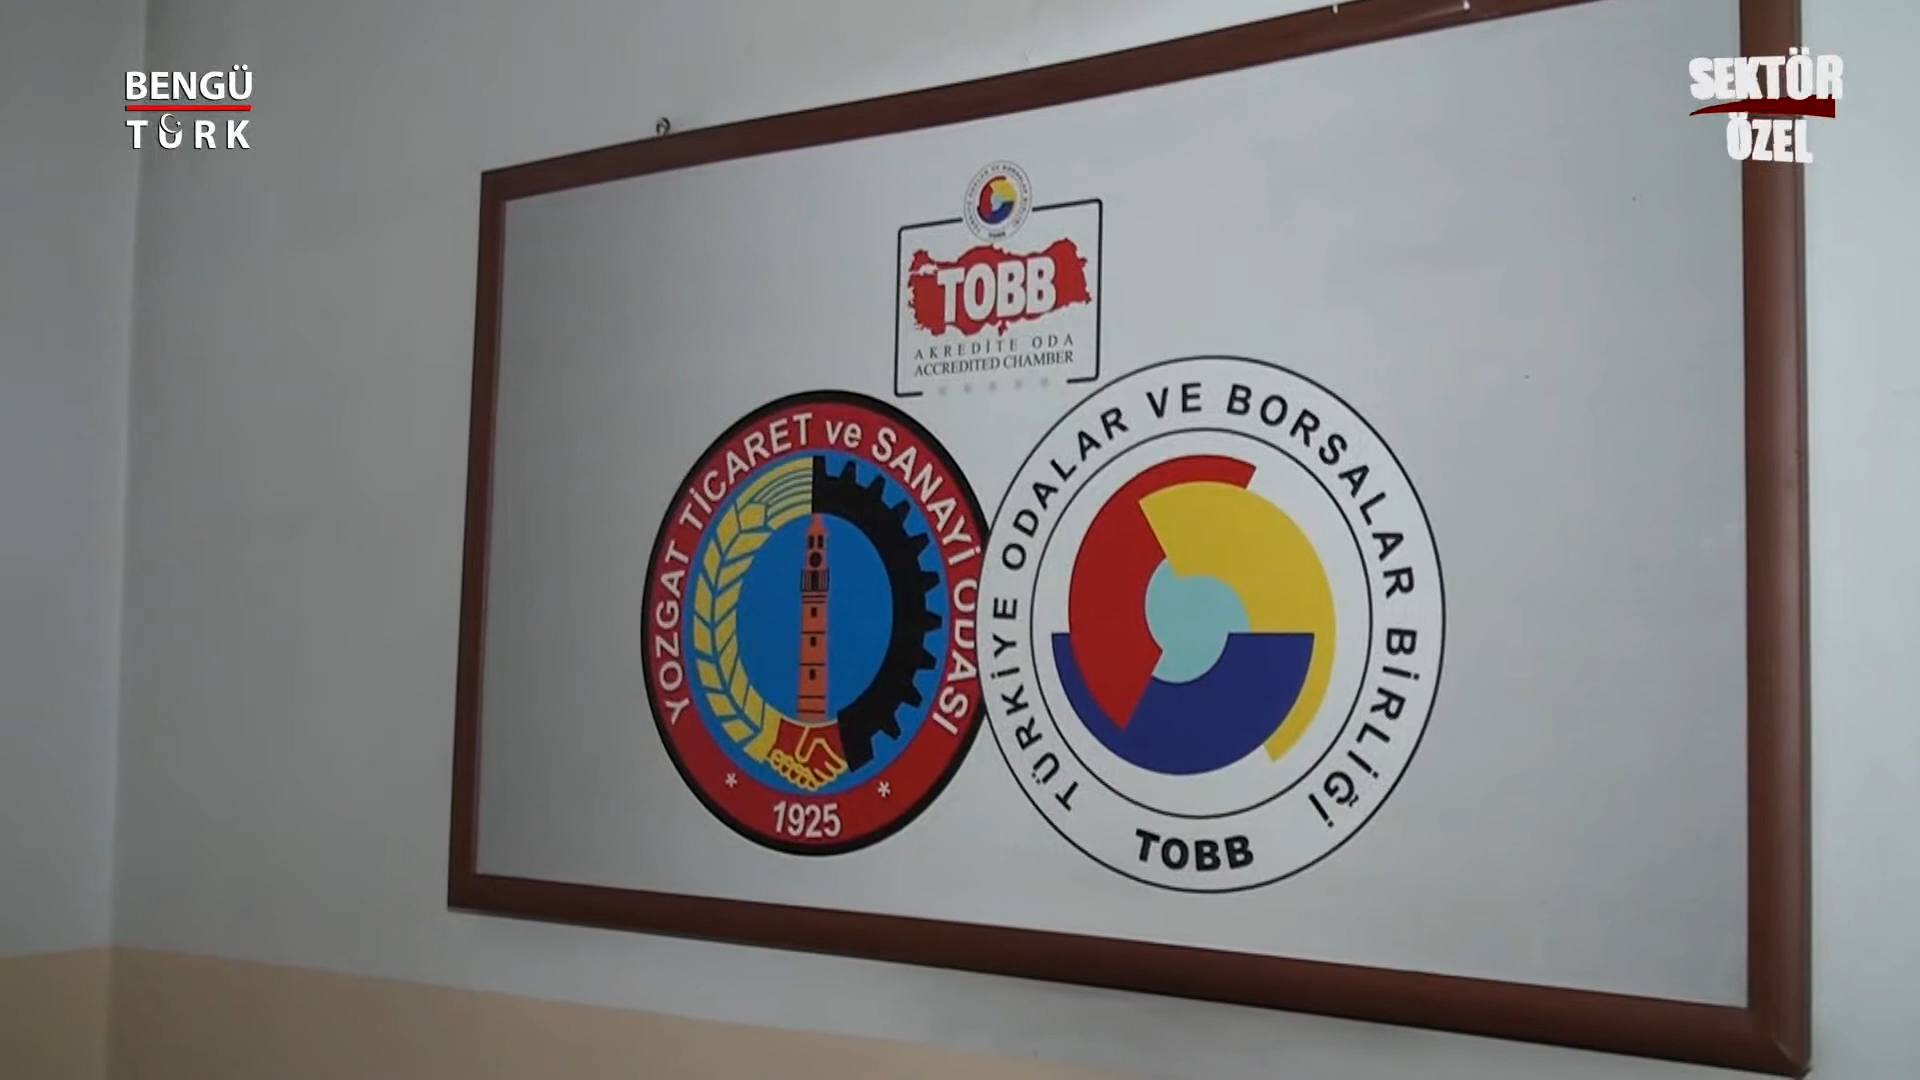 BENGÜ
TÜRK
SEKTÖR
ÖZEL
TOBB
AKREDİTE ODA
ACCREDITED CHAMBER
YOZGAT TİCARET ve SANAYİ ODASI
1925
TÜRKİYE ODALAR VE BORSALAR BİRLİĞİ
TOBB